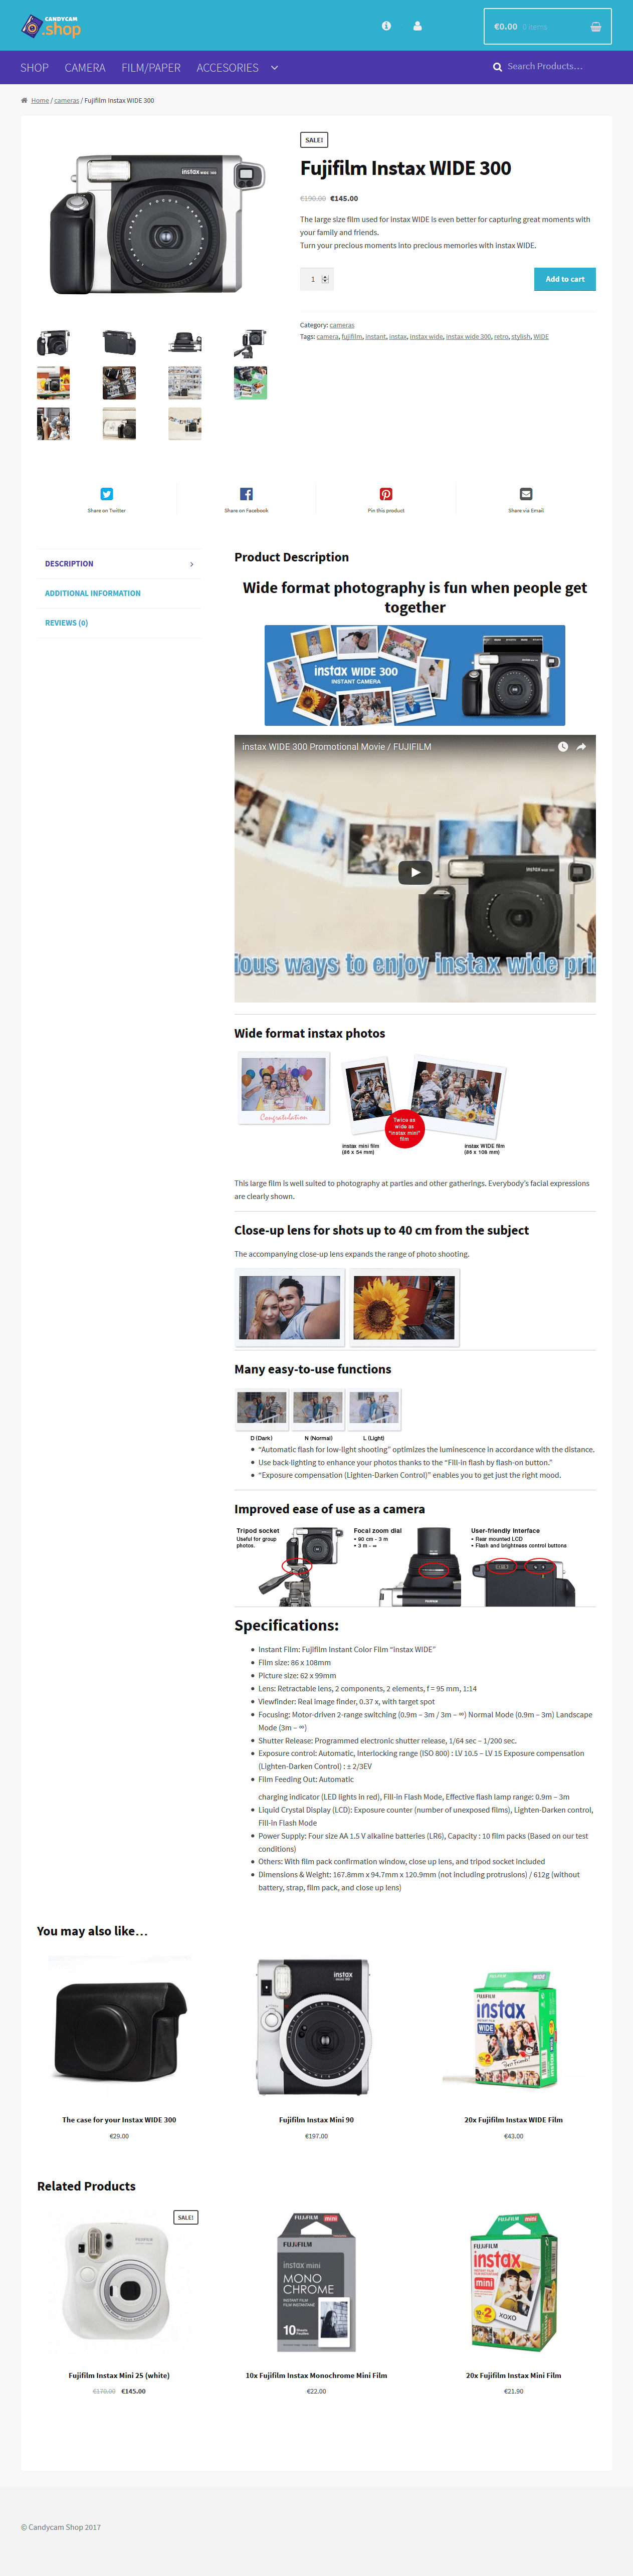 CANDYCAM
.shop
€0.00 0 items
SHOP CAMERA FILM/PAPER ACCESORIES
Search Products…
Home / cameras / Fujifilm Instax WIDE 300
SALE!
Fujifilm Instax WIDE 300
€190.00 €145.00
The large size film used for instax WIDE is even better for capturing great moments with
your family and friends.
Turn your precious moments into precious memories with instax WIDE.
1
Add to cart
Category: cameras
Tags: camera, fujifilm, instant, instax, instax wide, instax wide 300, retro, stylish, WIDE
Share on Twitter
Share on Facebook
Pin this product
Share via Email
DESCRIPTION
ADDITIONAL INFORMATION
REVIEWS (0)
Product Description
Wide format photography is fun when people get
together
instax WIDE 300
INSTANT CAMERA
instax WIDE 300 Promotional Movie / FUJIFILM
ious ways to enjoy instax wide pri
Wide format instax photos
Congratulation
Twice as
wide as
"instax mini"
film
instax mini film
(86 x 54 mm)
instax WIDE film
(86 x 108 mm)
This large film is well suited to photography at parties and other gatherings. Everybody’s facial expressions
are clearly shown.
Close-up lens for shots up to 40 cm from the subject
The accompanying close-up lens expands the range of photo shooting.
Many easy-to-use functions
D (Dark)
N (Normal)
L (Light)
“Automatic flash for low-light shooting” optimizes the luminescence in accordance with the distance.
Use back-lighting to enhance your photos thanks to the “Fill-in flash by flash-on button.”
“Exposure compensation (Lighten-Darken Control)” enables you to get just the right mood.
Improved ease of use as a camera
Tripod socket
Useful for group
photos.
Focal zoom dial
• 90 cm - 3 m
• 3 m - ∞
User-friendly interface
• Rear mounted LCD
• Flash and brightness control buttons
Specifications:
Instant Film: Fujifilm Instant Color Film “instax WIDE”
Film size: 86 x 108mm
Picture size: 62 x 99mm
Lens: Retractable lens, 2 components, 2 elements, f = 95 mm, 1:14
Viewfinder: Real image finder, 0.37 x, with target spot
Focusing: Motor-driven 2-range switching (0.9m – 3m / 3m – ∞) Normal Mode (0.9m – 3m) Landscape
Mode (3m – ∞)
Shutter Release: Programmed electronic shutter release, 1/64 sec – 1/200 sec.
Exposure control: Automatic, Interlocking range (ISO 800) : LV 10.5 – LV 15 Exposure compensation
(Lighten-Darken Control) : ± 2/3EV
Film Feeding Out: Automatic
charging indicator (LED lights in red), Fill-in Flash Mode, Effective flash lamp range: 0.9m – 3m
Liquid Crystal Display (LCD): Exposure counter (number of unexposed films), Lighten-Darken control,
Fill-in Flash Mode
Power Supply: Four size AA 1.5 V alkaline batteries (LR6), Capacity : 10 film packs (Based on our test
conditions)
Others: With film pack confirmation window, close up lens, and tripod socket included
Dimensions & Weight: 167.8mm x 94.7mm x 120.9mm (not including protrusions) / 612g (without
battery, strap, film pack, and close up lens)
You may also like…
The case for your Instax WIDE 300
€29.00
Fujifilm Instax Mini 90
€197.00
20x Fujifilm Instax WIDE Film
€43.00
Related Products
SALE!
Fujifilm Instax Mini 25 (white)
€170.00 €145.00
10x Fujifilm Instax Monochrome Mini Film
€22.00
20x Fujifilm Instax Mini Film
€21.90
© Candycam Shop 2017